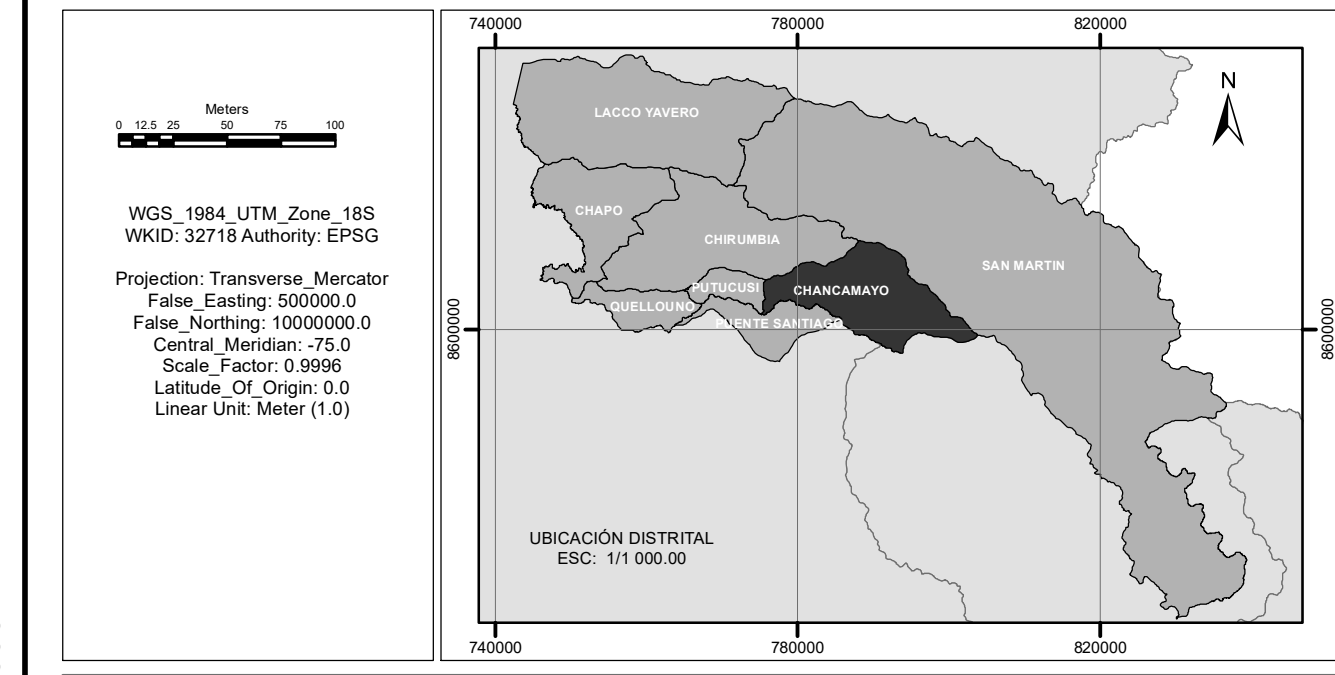 Meters
0 12.5 25 50 75 100
WGS_1984_UTM_Zone_18S
WKID: 32718 Authority: EPSG
Projection: Transverse_Mercator
False_Easting: 500000.0
False_Northing: 10000000.0
Central_Meridian: -75.0
Scale_Factor: 0.9996
Latitude_Of_Origin: 0.0
Linear Unit: Meter (1.0)
740000 780000 820000
N
LACCO YAVERO
CHAPO
CHIRUMBIA
SAN MARTIN
PUTUCUSI
CHANCAMAYO
QUELLOUNO
PUENTE SANTIAGO
8600000
8600000
UBICACIÓN DISTRITAL
ESC: 1/1 000.00
740000 780000 820000